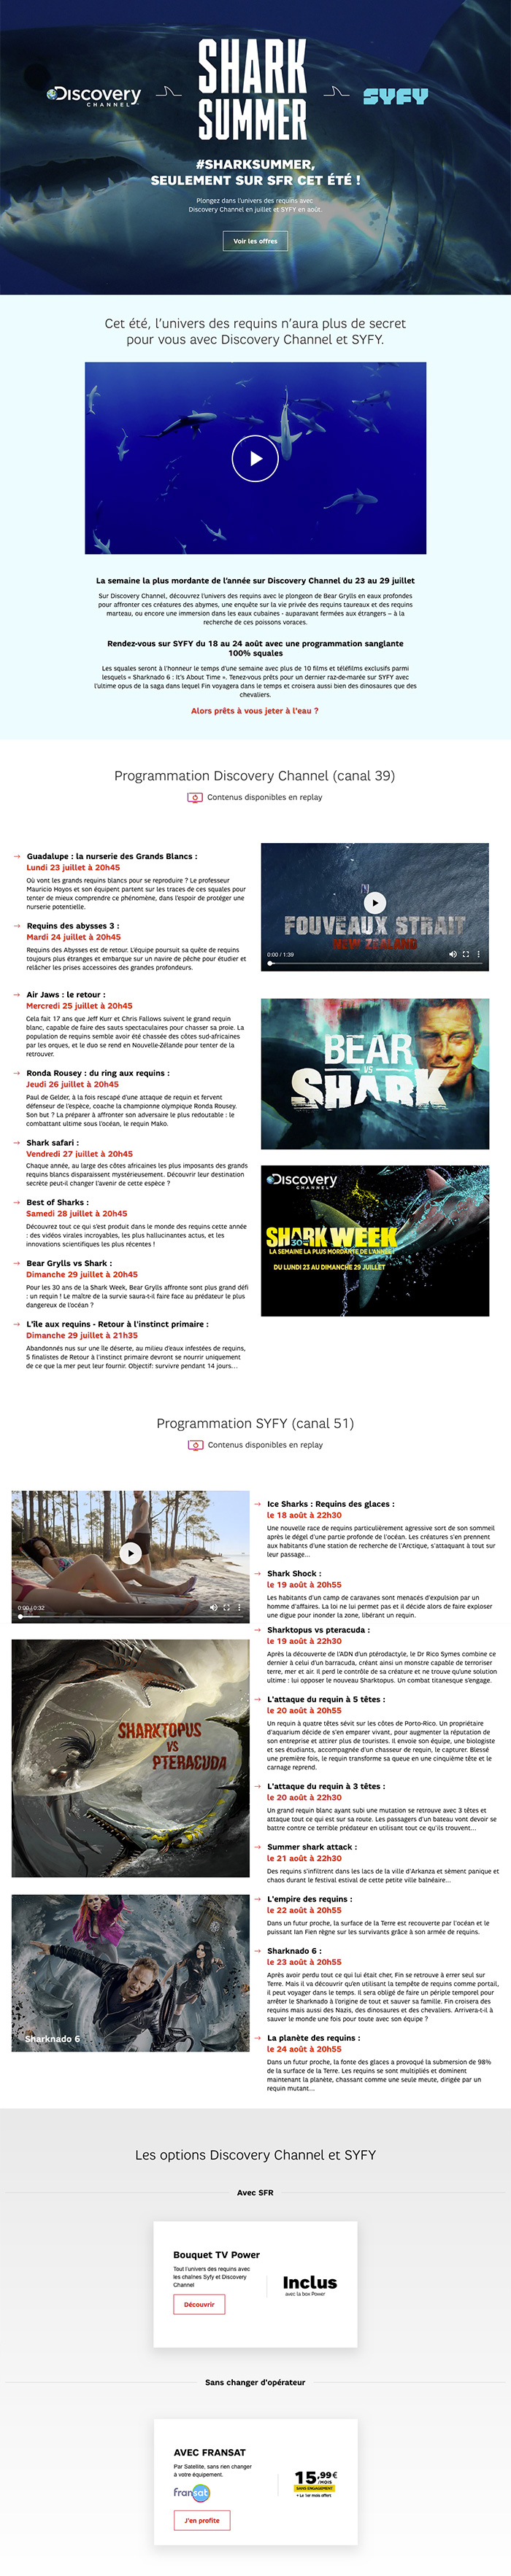 Discovery
CHANNEL
SHARK
SUMMER
SYFY
#SHARKSUMMER,
SEULEMENT SUR SFR CET ÉTÉ !
Plongez dans l'univers des requins avec
Discovery Channel en juillet et SYFY en août.
Voir les offres
Cet été, l'univers des requins n'aura plus de secret
pour vous avec Discovery Channel et SYFY.
La semaine la plus mordante de l'année sur Discovery Channel du 23 au 29 juillet
Sur Discovery Channel, découvrez l'univers des requins avec le plongeon de Bear Grylls en eaux profondes
pour affronter ces créatures des abymes, une enquête sur la vie privée des requins taureaux et des requins
marteau, ou encore une immersion dans les eaux cubaines - auparavant fermées aux étrangers – à la
recherche de ces poissons voraces.
Rendez-vous sur SYFY du 18 au 24 août avec une programmation sanglante
100% squales
Les squales seront à l'honneur le temps d'une semaine avec plus de 10 films et téléfilms exclusifs parmi
lesquels « Sharknado 6 : It's About Time ». Tenez-vous prêts pour un dernier raz-de-marée sur SYFY avec
l'ultime opus de la saga dans lequel Fin voyagera dans le temps et croisera aussi bien des dinosaures que des
chevaliers.
Alors prêts à vous jeter à l'eau ?
Programmation Discovery Channel (canal 39)
Contenus disponibles en replay
→ Guadalupe : la nurserie des Grands Blancs :
Lundi 23 juillet à 20h45
Où vont les grands requins blancs pour se reproduire ? Le professeur
Mauricio Hoyos et son équipent partent sur les traces de ces squales pour
tenter de mieux comprendre ce phénomène, dans l'espoir de protéger une
nurserie potentielle.
→ Requins des abysses 3 :
Mardi 24 juillet à 20h45
Requins des Abysses est de retour. L'équipe poursuit sa quête de requins
toujours plus étranges et embarque sur un navire de pêche pour étudier et
relâcher les prises accessoires des grandes profondeurs.
→ Air Jaws : le retour :
Mercredi 25 juillet à 20h45
Cela fait 17 ans que Jeff Kurr et Chris Fallows suivent le grand requin
blanc, capable de faire des sauts spectaculaires pour chasser sa proie. La
population de requins semble avoir été chassée des côtes sud-africaines
par les orques, et le duo se rend en Nouvelle-Zélande pour tenter de la
retrouver.
→ Ronda Rousey : du ring aux requins :
Jeudi 26 juillet à 20h45
Paul de Gelder, à la fois rescapé d'une attaque de requin et fervent
défenseur de l'espèce, coache la championne olympique Ronda Rousey.
Son but ? La préparer à affronter son adversaire le plus redoutable : le
combattant ultime sous l'océan, le requin Mako.
→ Shark safari :
Vendredi 27 juillet à 20h45
Chaque année, au large des côtes africaines les plus imposants des grands
requins blancs disparaissent mystérieusement. Découvrir leur destination
secrète peut-il changer l'avenir de cette espèce ?
→ Best of Sharks :
Samedi 28 juillet à 20h45
Découvrez tout ce qui s'est produit dans le monde des requins cette année
: des vidéos virales incroyables, les plus hallucinantes actus, et les
innovations scientifiques les plus récentes !
→ Bear Grylls vs Shark :
Dimanche 29 juillet à 20h45
Pour les 30 ans de la Shark Week, Bear Grylls affronte sont plus grand défi
: un requin ! Le maître de la survie saura-t-il faire face au prédateur le plus
dangereux de l'océan ?
→ L'île aux requins - Retour à l'instinct primaire :
Dimanche 29 juillet à 21h35
Abandonnés nus sur une île déserte, au milieu d'eaux infestées de requins,
5 finalistes de Retour à l'instinct primaire devront se nourrir uniquement
de ce que la mer peut leur fournir. Objectif: survivre pendant 14 jours…
FOUVEAUX STRAIT
NEW ZEALAND
0:00 / 1:39
BEAR
VS
SHARK
Discovery
CHANNEL
SHARK WEEK
30
LA SEMAINE LA PLUS MORDANTE DE L'ANNÉE !
DU LUNDI 23 AU DIMANCHE 29 JUILLET
Programmation SYFY (canal 51)
Contenus disponibles en replay
0:00 / 0:32
SHARKTOPUS
VS
PTERACUDA
Sharknado 6
→ Ice Sharks : Requins des glaces :
le 18 août à 22h30
Une nouvelle race de requins particulièrement agressive sort de son sommeil
après le dégel d'une partie profonde de l'océan. Les créatures s'en prennent
aux habitants d'une station de recherche de l'Arctique, s'attaquant à tout sur
leur passage…
→ Shark Shock :
le 19 août à 20h55
Les habitants d'un camp de caravanes sont menacés d'expulsion par un
homme d'affaires. La loi ne lui permet pas et il décide alors de faire exploser
une digue pour inonder la zone, libérant un requin.
→ Sharktopus vs pteracuda :
le 19 août à 22h30
Après la découverte de l'ADN d'un ptérodactyle, le Dr Rico Symes combine ce
dernier à celui d'un barracuda, créant ainsi un monstre capable de terroriser
terre, mer et air. Il perd le contrôle de sa créature et ne trouve qu'une solution
ultime : lui opposer le nouveau Sharktopus. Un combat titanesque s'engage.
→ L'attaque du requin à 5 têtes :
le 20 août à 20h55
Un requin à quatre têtes sévit sur les côtes de Porto-Rico. Un propriétaire
d'aquarium décide de s'en emparer vivant, pour augmenter la réputation de
son entreprise et attirer plus de touristes. Il envoie son équipe, une biologiste
et ses étudiants, accompagnée d'un chasseur de requin, le capturer. Blessé
une première fois, le requin transforme sa queue en une cinquième tête et le
carnage reprend.
→ L'attaque du requin à 3 têtes :
le 20 août à 22h30
Un grand requin blanc ayant subi une mutation se retrouve avec 3 têtes et
attaque tout ce qui est sur sa route. Les passagers d'un bateau vont devoir se
battre contre ce terrible prédateur en utilisant tout ce qu'ils trouvent…
→ Summer shark attack :
le 21 août à 22h30
Des requins s'infiltrent dans les lacs de la ville d'Arkanza et sèment panique et
chaos durant le festival estival de cette petite ville balnéaire…
→ L'empire des requins :
le 22 août à 20h55
Dans un futur proche, la surface de la Terre est recouverte par l'océan et le
puissant Ian Fien règne sur les survivants grâce à son armée de requins.
→ Sharknado 6 :
le 23 août à 20h55
Après avoir perdu tout ce qui lui était cher, Fin se retrouve à errer seul sur
Terre. Mais il va découvrir qu'en utilisant la tempête de requins comme portail,
il peut voyager dans le temps. Il sera obligé de faire un périple temporel pour
arrêter le Sharknado à l'origine de tout et sauver sa famille. Fin croisera des
requins mais aussi des Nazis, des dinosaures et des chevaliers. Arrivera-t-il à
sauver le monde une fois pour toute avec son équipe ?
→ La planète des requins :
le 24 août à 20h55
Dans un futur proche, la fonte des glaces a provoqué la submersion de 98%
de la surface de la Terre. Les requins se sont multipliés et dominent
maintenant la planète, chassant comme une seule meute, dirigée par un
requin mutant…
Les options Discovery Channel et SYFY
Avec SFR
Bouquet TV Power
Tout l'univers des requins avec
les chaînes Syfy et Discovery
Channel
Découvrir
Inclus
avec la box Power
Sans changer d'opérateur
AVEC FRANSAT
Par Satellite, sans rien changer
à votre équipement.
fransat
J'en profite
15,99€
/MOIS
SANS ENGAGEMENT
+ Le 1er mois offert